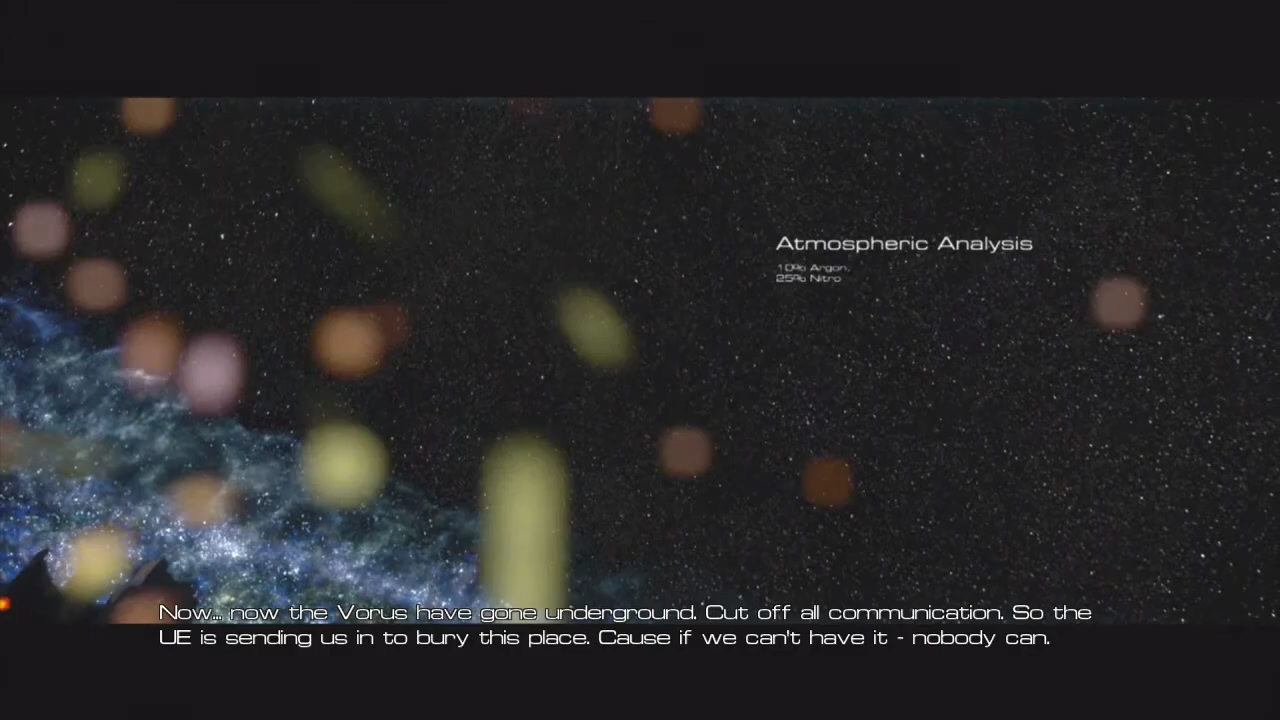 Atmospheric Analysis
10% Argon,
25% Nitro
Now... now the Vorus have gone underground. Cut off all communication. So the
UE is sending us in to bury this place. Cause if we can't have it - nobody can.